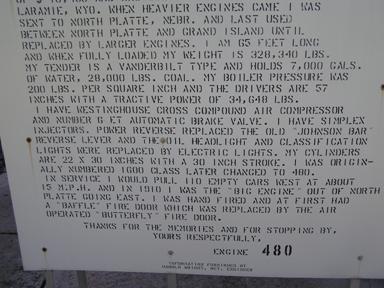 LARAMIE, WYO. WHEN HEAVIER ENGINES CAME I WAS
SENT TO NORTH PLATTE, NEBR. AND LAST USED
BETWEEN NORTH PLATTE AND GRAND ISLAND UNTIL
REPLACED BY LARGER ENGINES. I AM 65 FEET LONG
AND WHEN FULLY LOADED MY WEIGHT IS 328,340 LBS.
MY TENDER IS A VANDERBILT TYPE AND HOLDS 7,000 GALS.
OF WATER, 28,000 LBS. COAL. MY BOILER PRESSURE WAS
200 LBS. PER SQUARE INCH AND THE DRIVERS ARE 57
INCHES WITH A TRACTIVE POWER OF 34,648 LBS.
I HAVE WESTINGHOUSE CROSS COMPOUND AIR COMPRESSOR
AND NUMBER 6 ET AUTOMATIC BRAKE VALVE. I HAVE SIMPLEX
INJECTORS. POWER REVERSE REPLACED THE OLD "JOHNSON BAR"
REVERSE LEVER AND THE OIL HEADLIGHT AND CLASSIFICATION
LIGHTS WERE REPLACED BY ELECTRIC LIGHTS. MY CYLINDERS
ARE 22 X 30 INCHES WITH A 30 INCH STROKE. I WAS ORIGIN-
ALLY NUMBERED 1600 CLASS LATER CHANGED TO 480.
IN SERVICE I WOULD PULL 110 EMPTY CARS WEST AT ABOUT
15 M.P.H. AND IN 1910 I WAS THE "BIG ENGINE" OUT OF NORTH
PLATTE GOING EAST. I WAS HAND FIRED AND AT FIRST HAD
A "BAFFLE" FIRE DOOR WHICH WAS REPLACED BY THE AIR
OPERATED "BUTTERFLY" FIRE DOOR.
THANKS FOR THE MEMORIES AND FOR STOPPING BY,
YOURS RESPECTFULLY,
ENGINE 480
INFORMATION FURNISHED BY
HAROLD WRIGHT, RET. ENGINEER